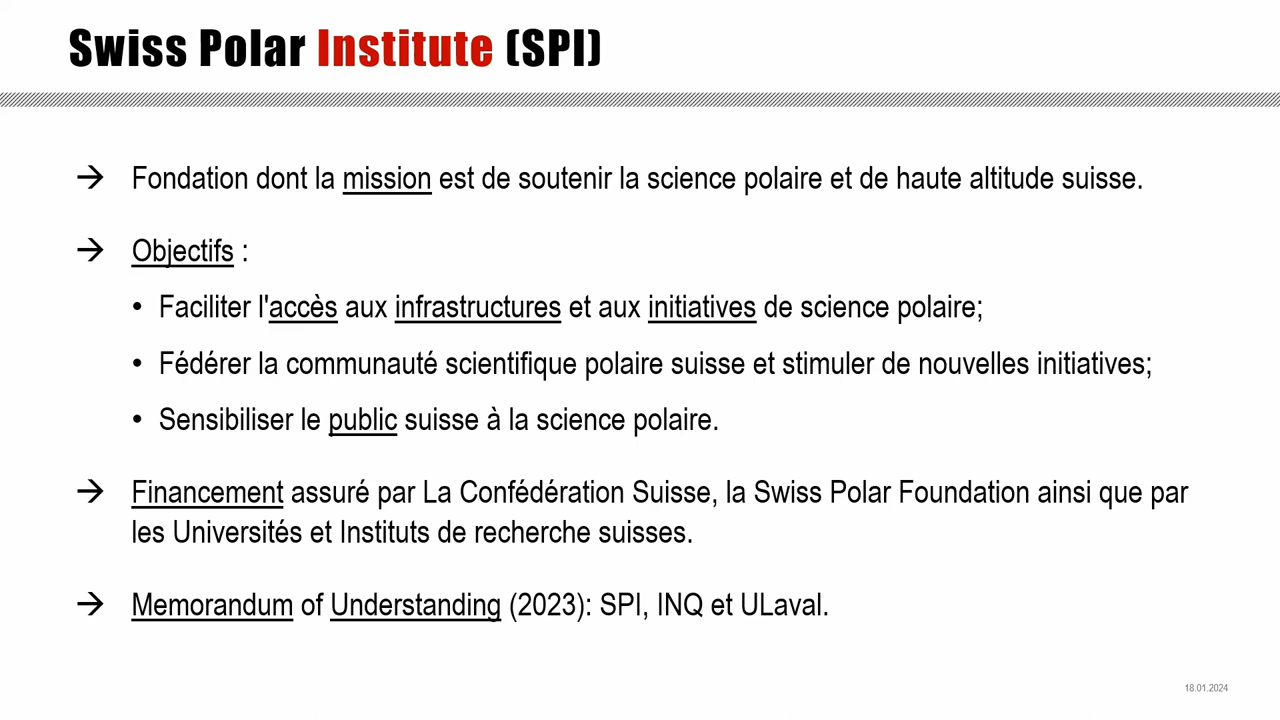 Swiss Polar Institute (SPI)
→ Fondation dont la mission est de soutenir la science polaire et de haute altitude suisse.
→ Objectifs :
• Faciliter l'accès aux infrastructures et aux initiatives de science polaire;
• Fédérer la communauté scientifique polaire suisse et stimuler de nouvelles initiatives;
• Sensibiliser le public suisse à la science polaire.
→ Financement assuré par La Confédération Suisse, la Swiss Polar Foundation ainsi que par
les Universités et Instituts de recherche suisses.
→ Memorandum of Understanding (2023): SPI, INQ et ULaval.
18.01.2024